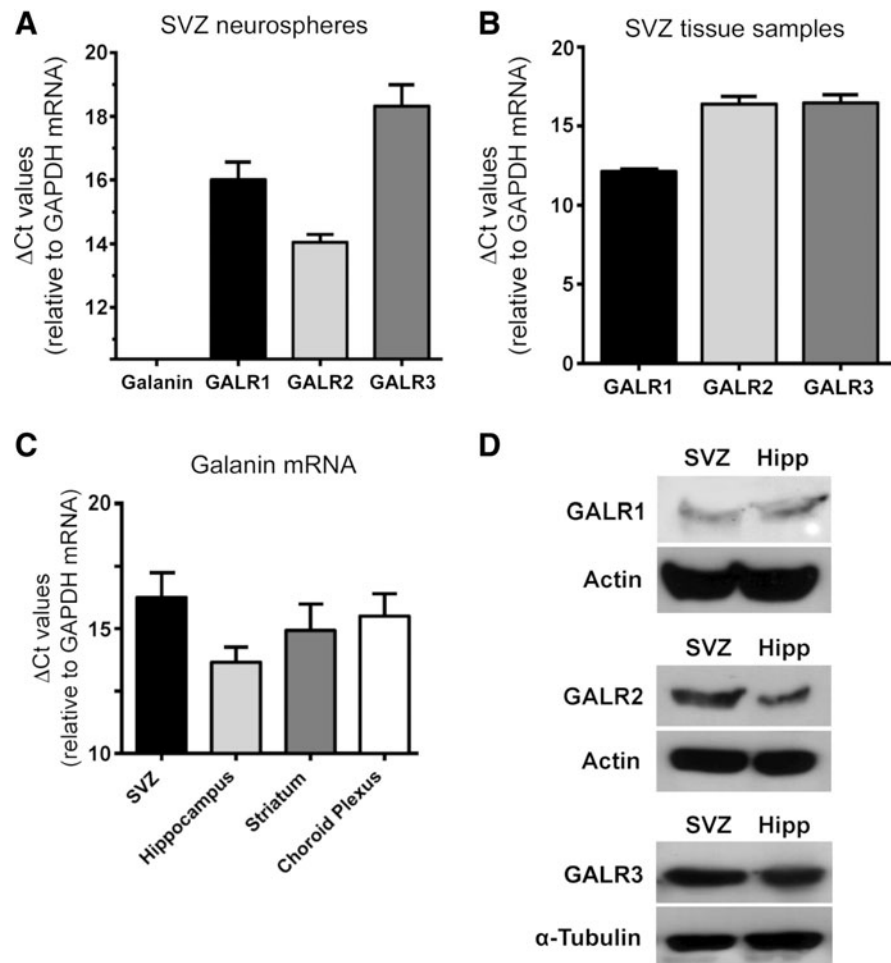 A
SVZ neurospheres
ΔCt values
(relative to GAPDH mRNA)
18
16
14
12
Galanin
GALR1
GALR2
GALR3
B
SVZ tissue samples
ΔCt values
(relative to GAPDH mRNA)
20
15
10
5
0
GALR1
GALR2
GALR3
C
Galanin mRNA
ΔCt values
(relative to GAPDH mRNA)
20
15
10
SVZ
Hippocampus
Striatum
Choroid Plexus
D
SVZ Hipp
GALR1
Actin
SVZ Hipp
GALR2
Actin
SVZ Hipp
GALR3
α-Tubulin